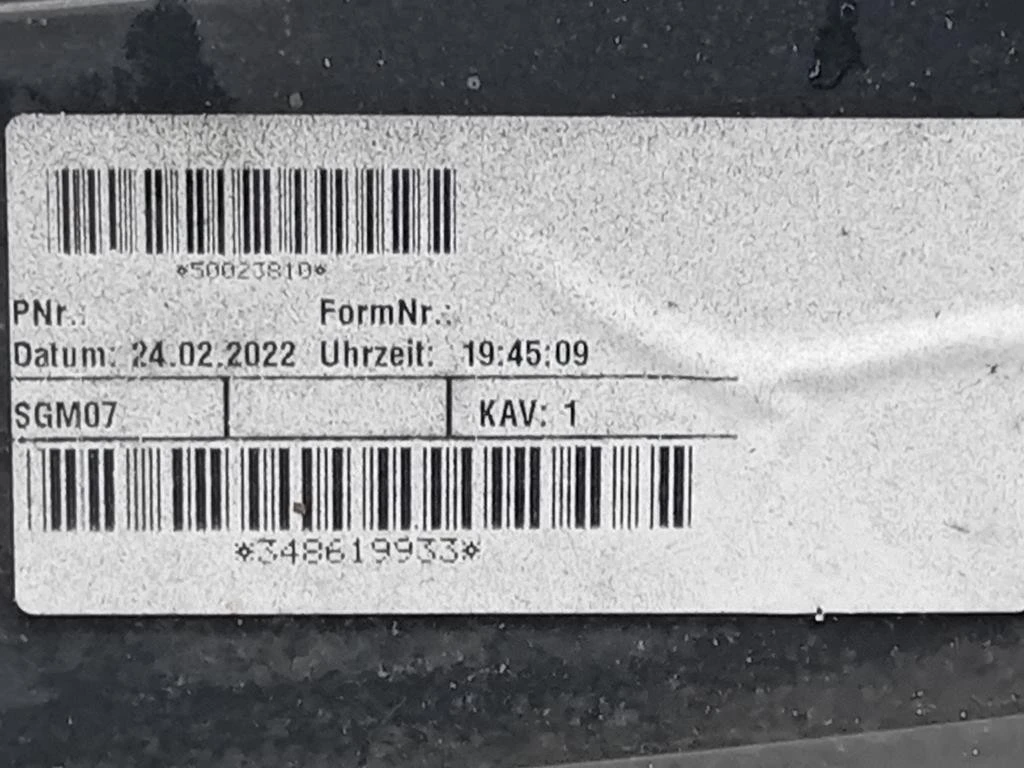 *50023810*
PNr.: FormNr.:
Datum: 24.02.2022 Uhrzeit: 19:45:09
SGM07 KAV: 1
*348619933*